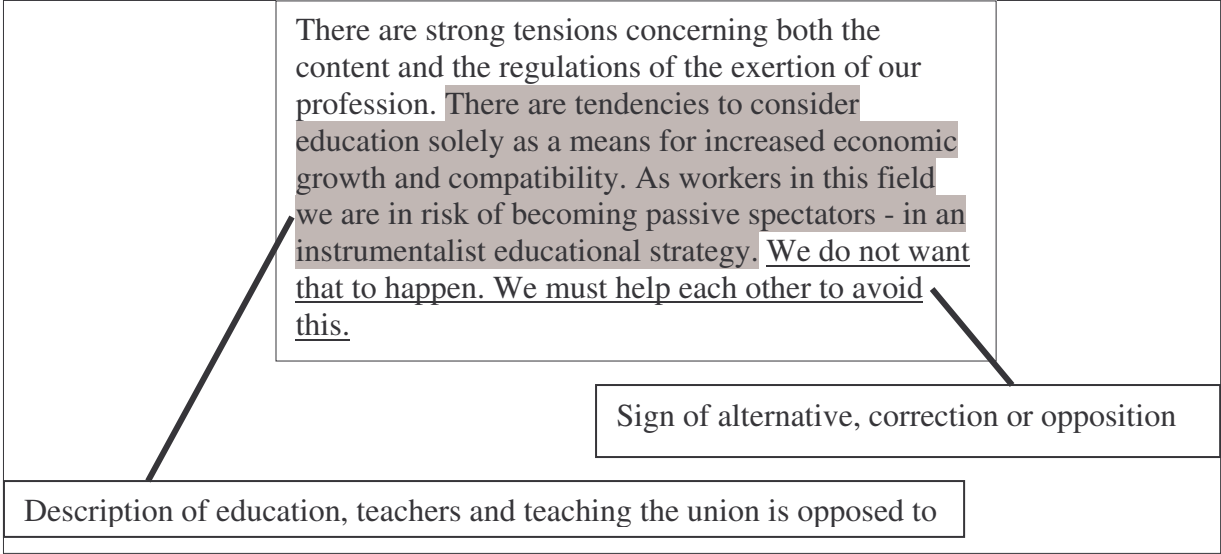 There are strong tensions concerning both the
content and the regulations of the exertion of our
profession. There are tendencies to consider
education solely as a means for increased economic
growth and compatibility. As workers in this field
we are in risk of becoming passive spectators - in an
instrumentalist educational strategy. We do not want
that to happen. We must help each other to avoid
this.
Sign of alternative, correction or opposition
Description of education, teachers and teaching the union is opposed to